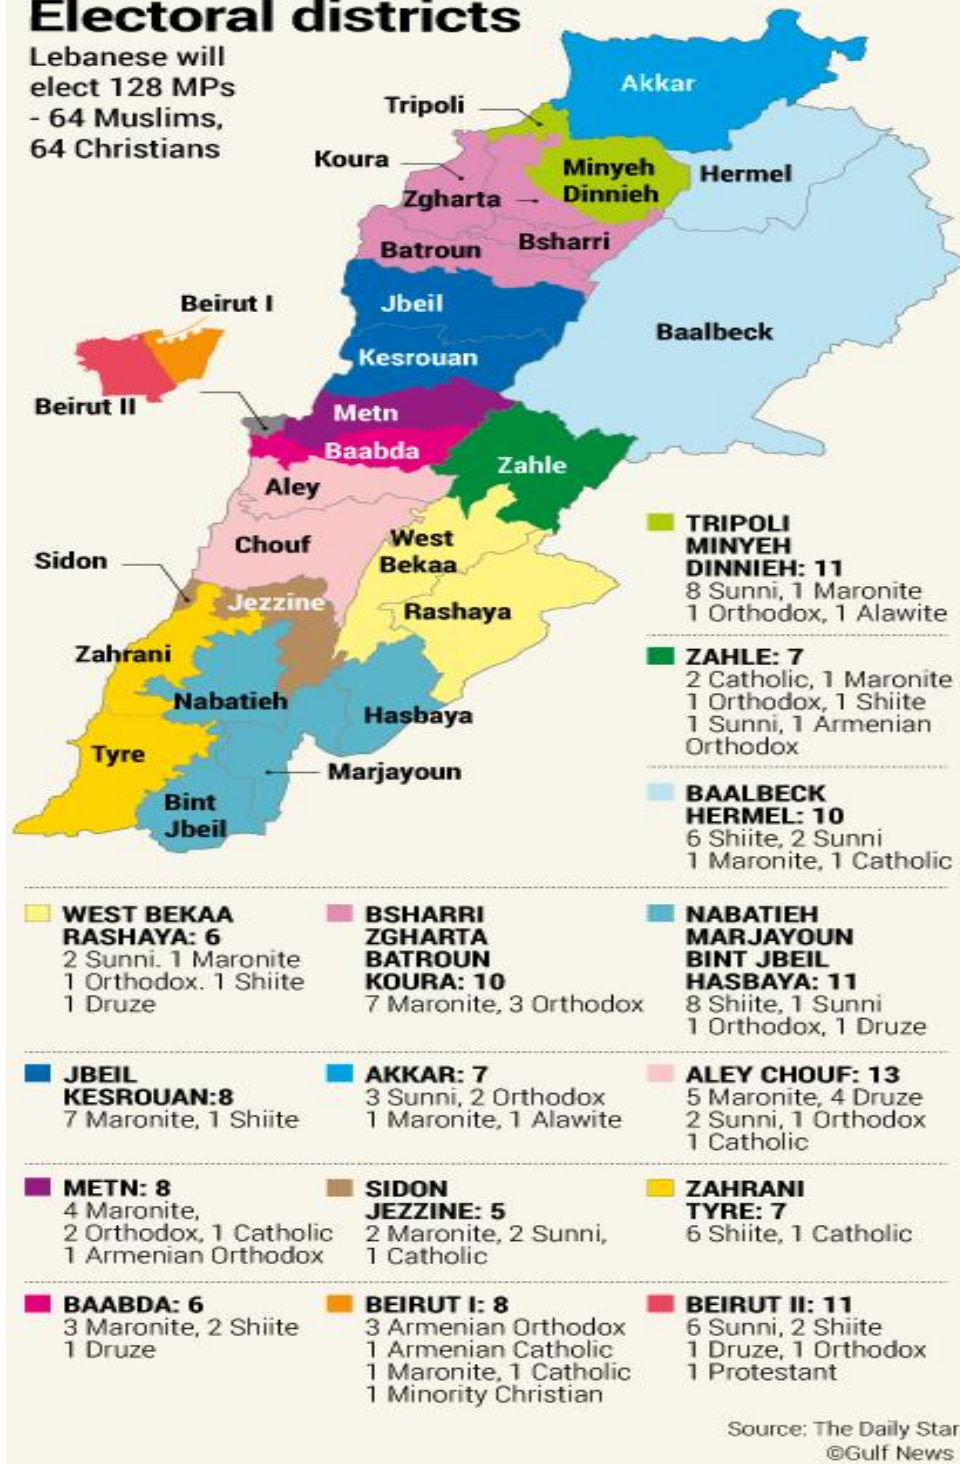 Electoral districts
Lebanese will
elect 128 MPs
- 64 Muslims,
64 Christians
Akkar
Tripoli
Koura
Minyeh
Dinnieh
Hermel
Zgharta
Batroun
Bsharri
Beirut I
Jbeil
Baalbeck
Kesrouan
Beirut II
Metn
Baabda
Zahle
Aley
Chouf
West
Bekaa
Sidon
Jezzine
Rashaya
Zahrani
Nabatieh
Hasbaya
Tyre
Marjayoun
Bint
Jbeil
TRIPOLI
MINYEH
DINNIEH: 11
8 Sunni, 1 Maronite
1 Orthodox, 1 Alawite
ZAHLE: 7
2 Catholic, 1 Maronite
1 Orthodox, 1 Shiite
1 Sunni, 1 Armenian
Orthodox
BAALBECK
HERMEL: 10
6 Shiite, 2 Sunni
1 Maronite, 1 Catholic
WEST BEKAA
RASHAYA: 6
2 Sunni. 1 Maronite
1 Orthodox. 1 Shiite
1 Druze
BSHARRI
ZGHARTA
BATROUN
KOURA: 10
7 Maronite, 3 Orthodox
NABATIEH
MARJAYOUN
BINT JBEIL
HASBAYA: 11
8 Shiite, 1 Sunni
1 Orthodox, 1 Druze
JBEIL
KESROUAN:8
7 Maronite, 1 Shiite
AKKAR: 7
3 Sunni, 2 Orthodox
1 Maronite, 1 Alawite
ALEY CHOUF: 13
5 Maronite, 4 Druze
2 Sunni, 1 Orthodox
1 Catholic
METN: 8
4 Maronite,
2 Orthodox, 1 Catholic
1 Armenian Orthodox
SIDON
JEZZINE: 5
2 Maronite, 2 Sunni,
1 Catholic
ZAHRANI
TYRE: 7
6 Shiite, 1 Catholic
BAABDA: 6
3 Maronite, 2 Shiite
1 Druze
BEIRUT I: 8
3 Armenian Orthodox
1 Armenian Catholic
1 Maronite, 1 Catholic
1 Minority Christian
BEIRUT II: 11
6 Sunni, 2 Shiite
1 Druze, 1 Orthodox
1 Protestant
Source: The Daily Star
©Gulf News